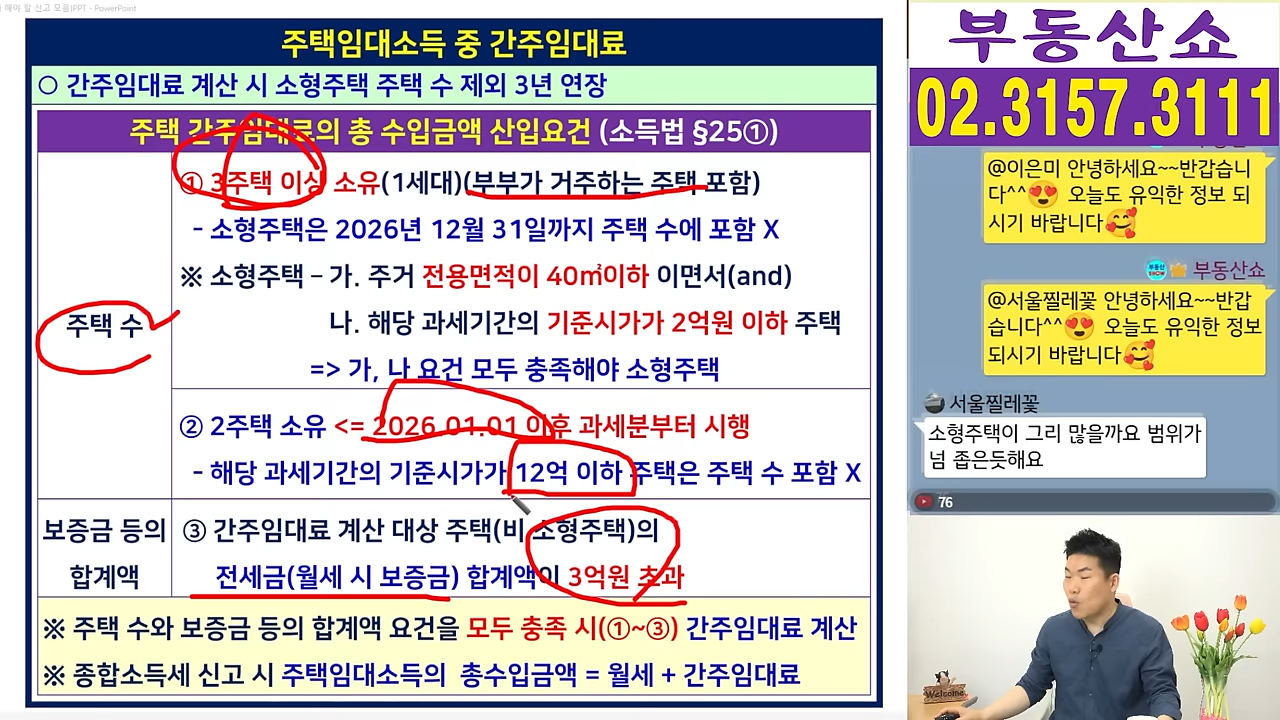 해야 할 신고 모음]PPT - PowerPoint
주택임대소득 중 간주임대료
○ 간주임대료 계산 시 소형주택 주택 수 제외 3년 연장
주택 간주임대료의 총 수입금액 산입요건 (소득법 §25①)
주택 수
① 3주택 이상 소유(1세대)(부부가 거주하는 주택 포함)
- 소형주택은 2026년 12월 31일까지 주택 수에 포함 X
※ 소형주택 – 가. 주거 전용면적이 40㎡이하 이면서(and)
나. 해당 과세기간의 기준시가가 2억원 이하 주택
=> 가, 나 요건 모두 충족해야 소형주택
② 2주택 소유 <= 2026.01.01 이후 과세분부터 시행
- 해당 과세기간의 기준시가가 12억 이하 주택은 주택 수 포함 X
보증금 등의
합계액
③ 간주임대료 계산 대상 주택(비 소형주택)의
전세금(월세 시 보증금) 합계액이 3억원 초과
※ 주택 수와 보증금 등의 합계액 요건을 모두 충족 시(①~③) 간주임대료 계산
※ 종합소득세 신고 시 주택임대소득의 총수입금액 = 월세 + 간주임대료
부동산쇼
02.3157.3111
@이은미 안녕하세요~~반갑습니
다^^😍 오늘도 유익한 정보 되
시기 바랍니다🥰
부동산쇼
@서울찔레꽃 안녕하세요~~반갑
습니다^^😍 오늘도 유익한 정보
되시기 바랍니다🥰
서울찔레꽃
소형주택이 그리 많을까요 범위가
넘 좁은듯해요
76
Welcome